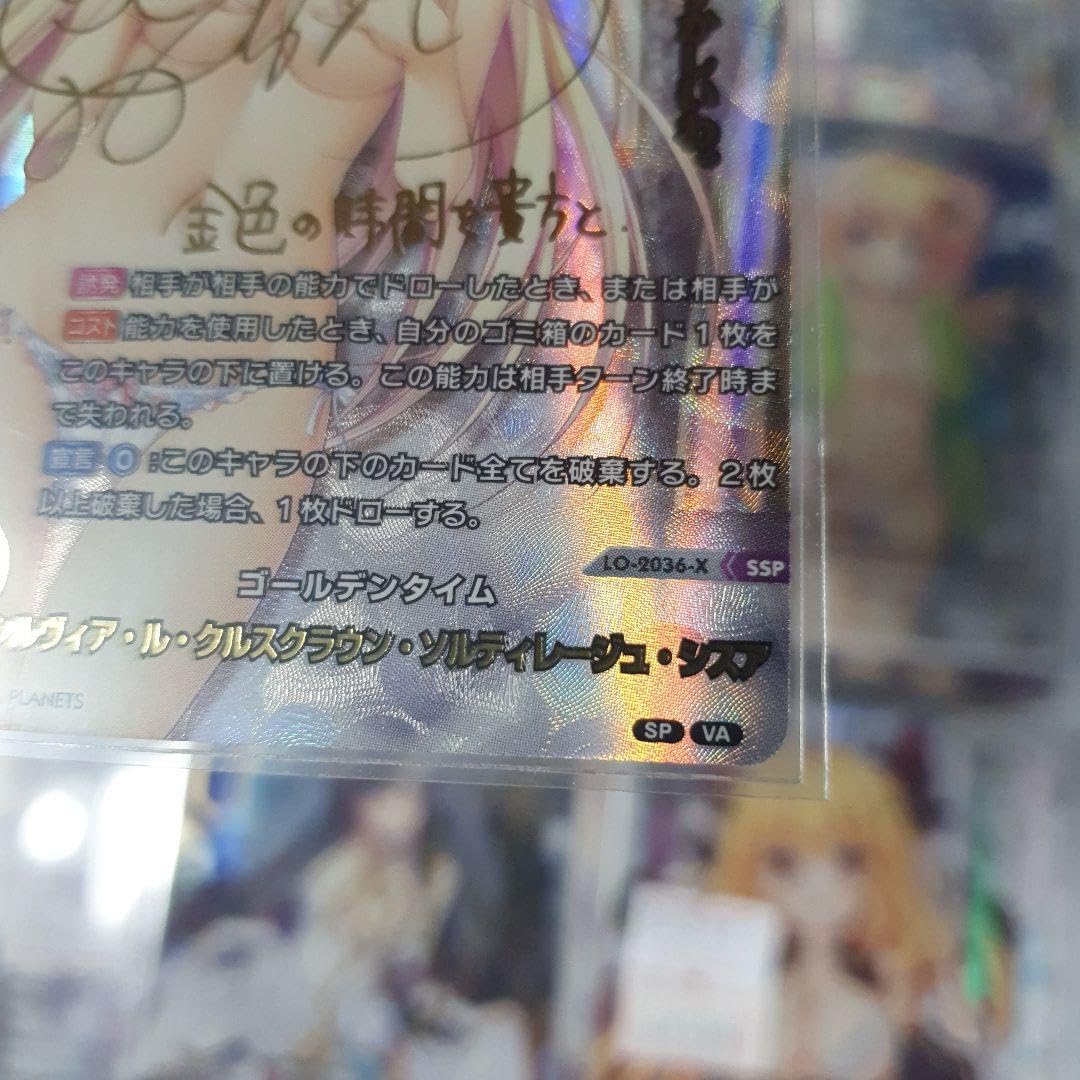 金色の時間を貴方と.
誘発 相手が相手の能力でドローしたとき、または相手が
コスト 能力を使用したとき、自分のゴミ箱のカード1枚を
このキャラの下に置ける。この能力は相手ターン終了時ま
で失われる。
宣言 0 :このキャラの下のカード全てを破棄する。2枚
以上破棄した場合、1枚ドローする。
LO-2036-X SSP
ゴールデンタイム
シルヴィア・ル・クルスクラウン・ソルティレージュ・シスア
PLANETS
SP VA